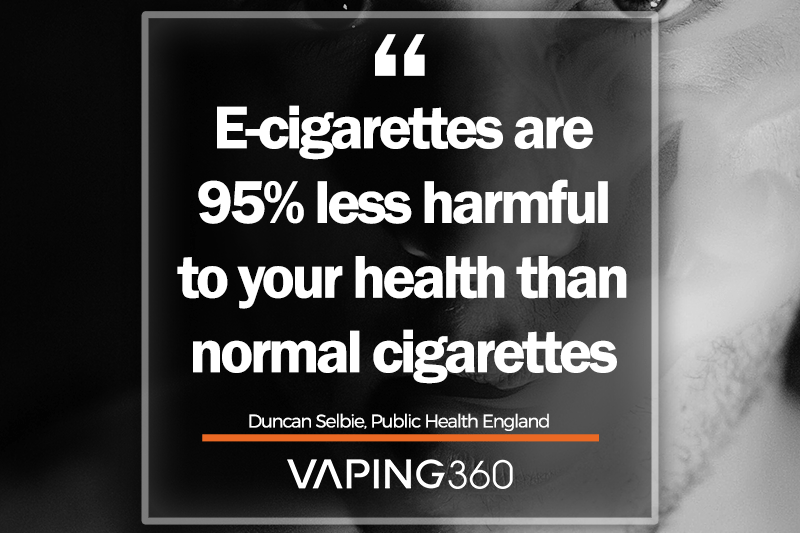 “
E-cigarettes are
95% less harmful
to your health than
normal cigarettes
Duncan Selbie, Public Health England
VAPING360